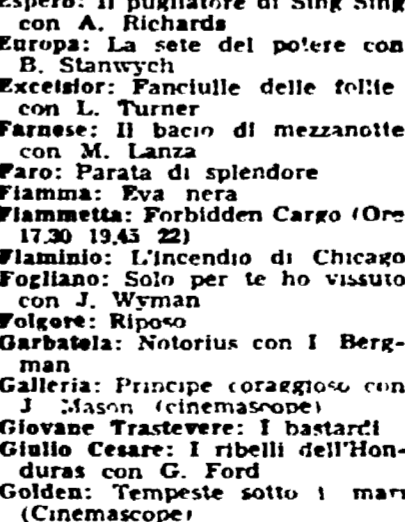 Espero: Il pugilatore di Sing Sing
con A. Richards
Europa: La sete del potere con
B. Stanwych
Excelsior: Fanciulle delle follie
con L. Turner
Farnese: Il bacio di mezzanotte
con M. Lanza
Faro: Parata di splendore
Fiamma: Eva nera
Fiammetta: Forbidden Cargo (Ore
17,30 19,45 22)
Flaminio: L'incendio di Chicago
Fogliano: Solo per te ho vissuto
con J. Wyman
Folgore: Riposo
Garbatela: Notorius con I Berg-
man
Galleria: Principe coraggioso con
J Mason (cinemascope)
Giovane Trastevere: I bastardi
Giulio Cesare: I ribelli dell'Hon-
duras con G. Ford
Golden: Tempeste sotto i mari
(Cinemascope)